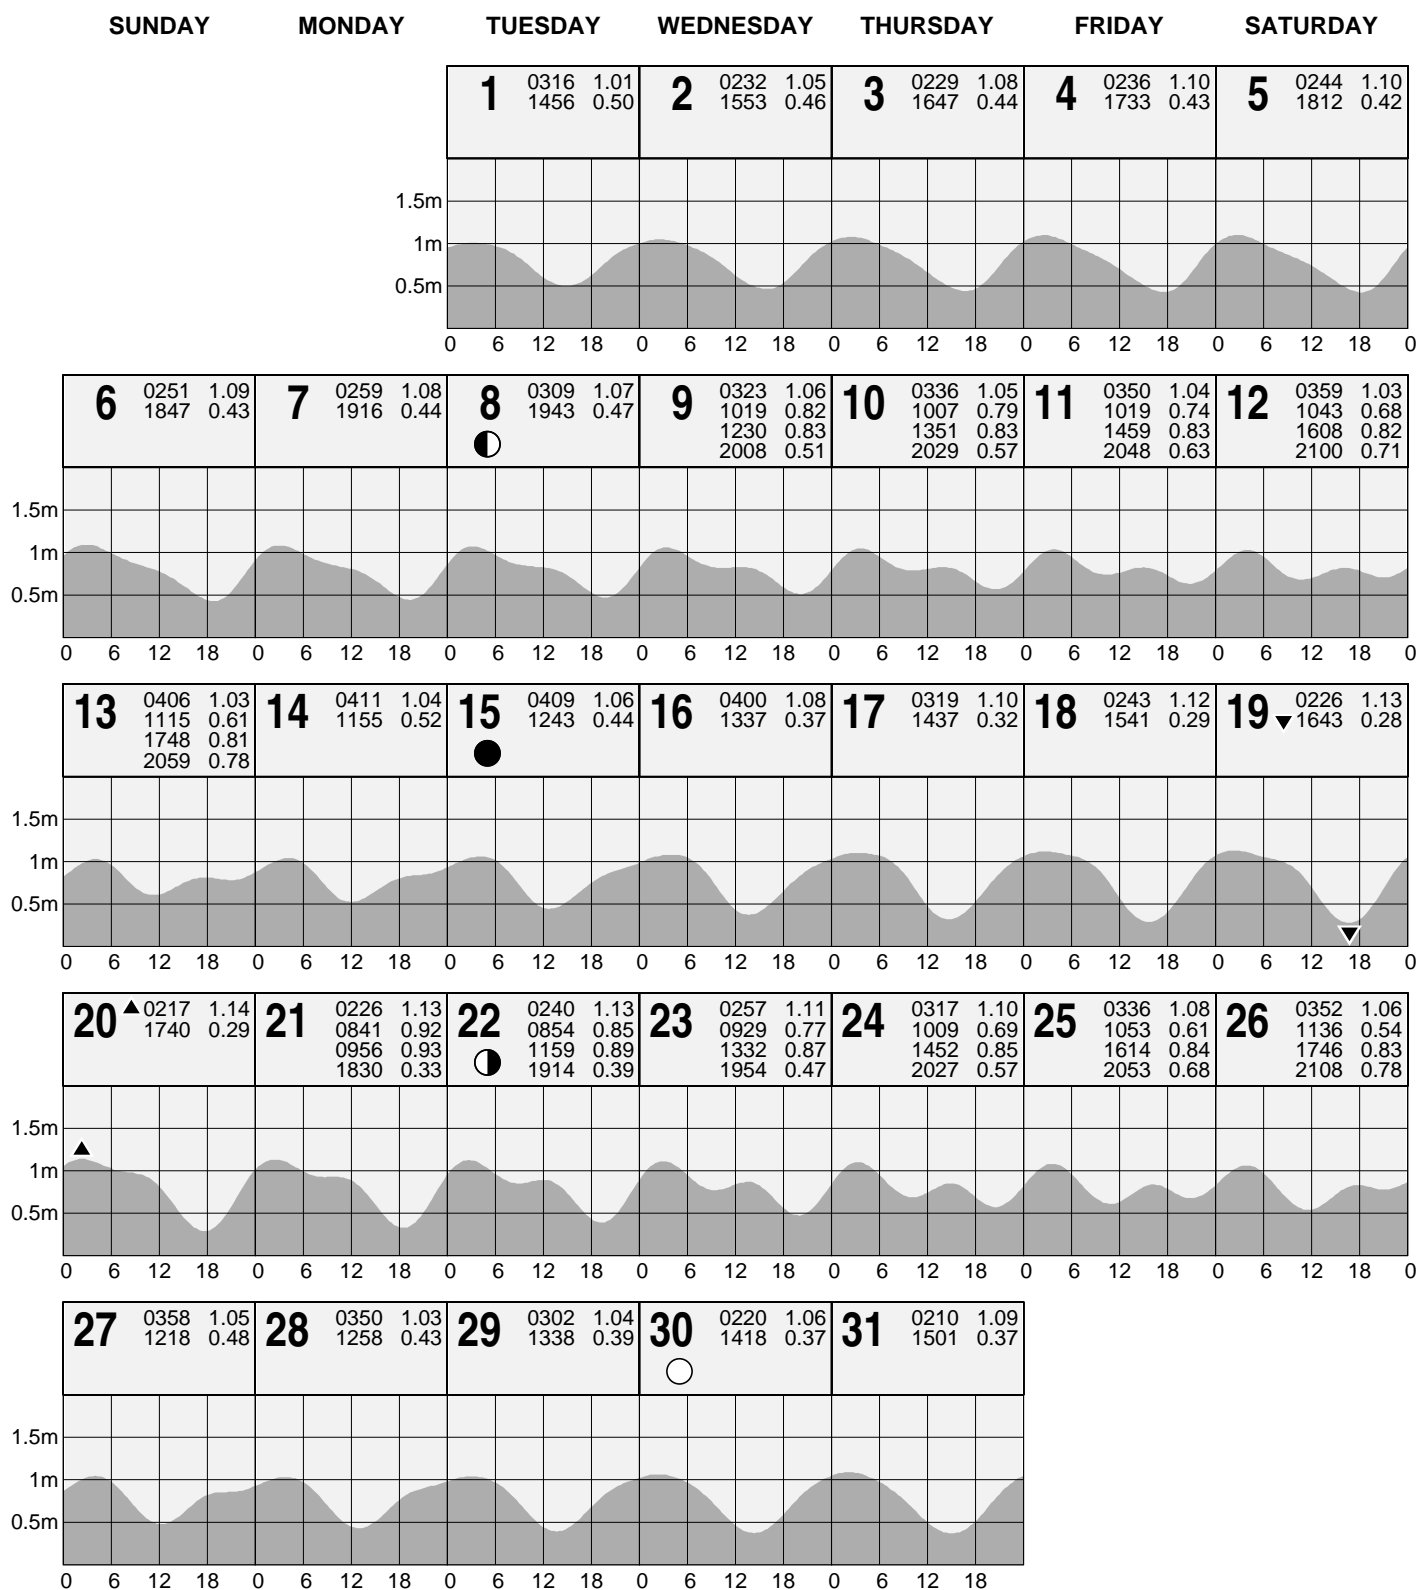 SUNDAY MONDAY TUESDAY WEDNESDAY THURSDAY FRIDAY SATURDAY
1 0316 1.01
1456 0.50
2 0232 1.05
1553 0.46
3 0229 1.08
1647 0.44
4 0236 1.10
1733 0.43
5 0244 1.10
1812 0.42
1.5m
1m
0.5m
0 6 12 18 0 6 12 18 0 6 12 18 0 6 12 18 0 6 12 18 0
6 0251 1.09
1847 0.43
7 0259 1.08
1916 0.44
8 0309 1.07
1943 0.47
9 0323 1.06
1019 0.82
1230 0.83
2008 0.51
10 0336 1.05
1007 0.79
1351 0.83
2029 0.57
11 0350 1.04
1019 0.74
1459 0.83
2048 0.63
12 0359 1.03
1043 0.68
1608 0.82
2100 0.71
1.5m
1m
0.5m
0 6 12 18 0 6 12 18 0 6 12 18 0 6 12 18 0 6 12 18 0 6 12 18 0 6 12 18 0
13 0406 1.03
1115 0.61
1748 0.81
2059 0.78
14 0411 1.04
1155 0.52
15 0409 1.06
1243 0.44
16 0400 1.08
1337 0.37
17 0319 1.10
1437 0.32
18 0243 1.12
1541 0.29
19 0226 1.13
1643 0.28
1.5m
1m
0.5m
0 6 12 18 0 6 12 18 0 6 12 18 0 6 12 18 0 6 12 18 0 6 12 18 0 6 12 18 0
20 0217 1.14
1740 0.29
21 0226 1.13
0841 0.92
0956 0.93
1830 0.33
22 0240 1.13
0854 0.85
1159 0.89
1914 0.39
23 0257 1.11
0929 0.77
1332 0.87
1954 0.47
24 0317 1.10
1009 0.69
1452 0.85
2027 0.57
25 0336 1.08
1053 0.61
1614 0.84
2053 0.68
26 0352 1.06
1136 0.54
1746 0.83
2108 0.78
1.5m
1m
0.5m
0 6 12 18 0 6 12 18 0 6 12 18 0 6 12 18 0 6 12 18 0 6 12 18 0 6 12 18 0
27 0358 1.05
1218 0.48
28 0350 1.03
1258 0.43
29 0302 1.04
1338 0.39
30 0220 1.06
1418 0.37
31 0210 1.09
1501 0.37
1.5m
1m
0.5m
0 6 12 18 0 6 12 18 0 6 12 18 0 6 12 18 0 6 12 18